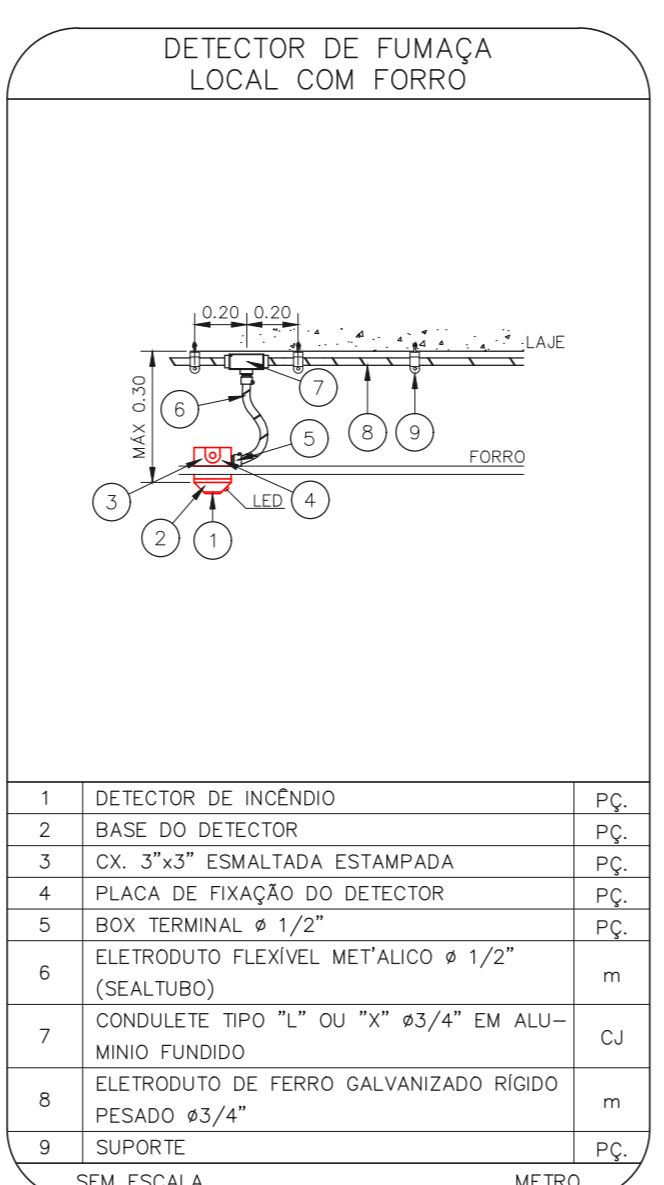 DETECTOR DE FUMAÇA
LOCAL COM FORRO
0.20 0.20
LAJE
MÁX 0.30
7
6
5
8
9
FORRO
3
LED
4
2
1
1 DETECTOR DE INCÊNDIO PÇ.
2 BASE DO DETECTOR PÇ.
3 CX. 3"x3" ESMALTADA ESTAMPADA PÇ.
4 PLACA DE FIXAÇÃO DO DETECTOR PÇ.
5 BOX TERMINAL ø 1/2" PÇ.
6 ELETRODUTO FLEXÍVEL MET'ALICO ø 1/2"
(SEALTUBO) m
7 CONDULETE TIPO "L" OU "X" ø3/4" EM ALU-
MINIO FUNDIDO CJ
8 ELETRODUTO DE FERRO GALVANIZADO RÍGIDO
PESADO ø3/4" m
9 SUPORTE PÇ.
SEM ESCALA METRO